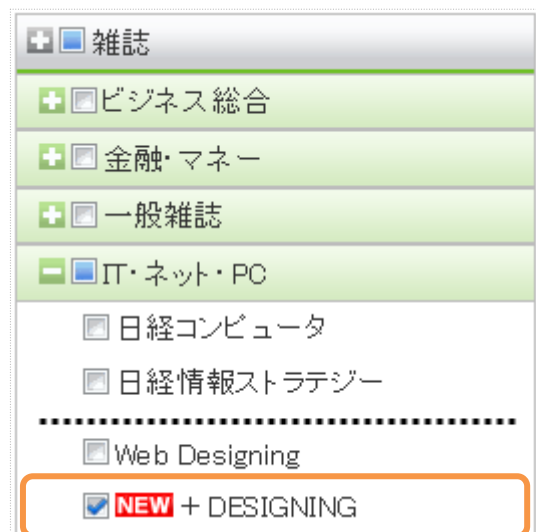 雑誌
ビジネス総合
金融・マネー
一般雑誌
IT・ネット・PC
日経コンピュータ
日経情報ストラテジー
Web Designing
NEW + DESIGNING